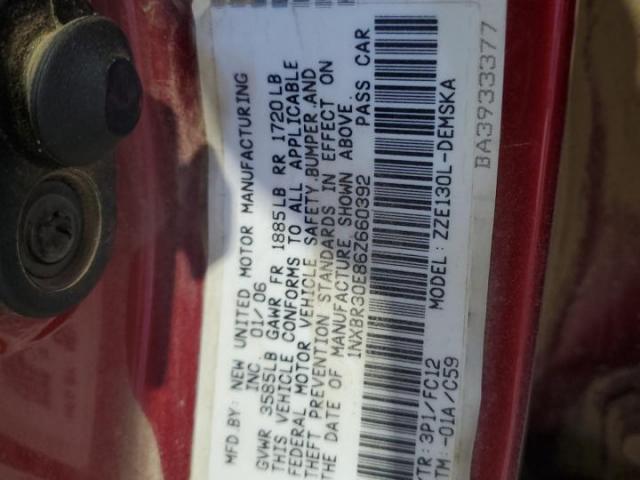 MFD.BY: NEW UNITED MOTOR MANUFACTURING
INC 01/06
GVWR 3585LB GAWR FR 1885LB RR 1720LB
THIS VEHICLE CONFORMS TO ALL APPLICABLE
FEDERAL MOTOR VEHICLE SAFETY,BUMPER,AND
THEFT PREVENTION STANDARDS IN EFFECT ON
THE DATE OF MANUFACTURE SHOWN ABOVE.
1NXBR30E86Z660392 PASS CAR
MODEL: ZZE130L-DEMSKA
/TR: 3P1/FC12
TM: -01A/C59
BA3933377